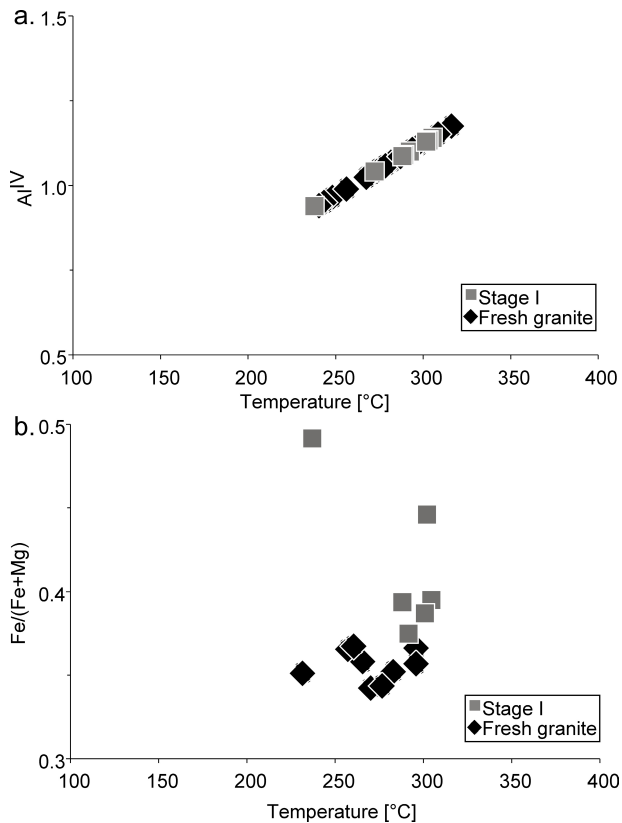 a.
1.5
1.0
0.5
Al^IV
Stage I
Fresh granite
100
200
250
300
350
400
Temperature [°C]
b.
0.5
0.4
0.3
Fe/(Fe+Mg)
Stage I
Fresh granite
100
150
200
250
300
350
400
Temperature [°C]